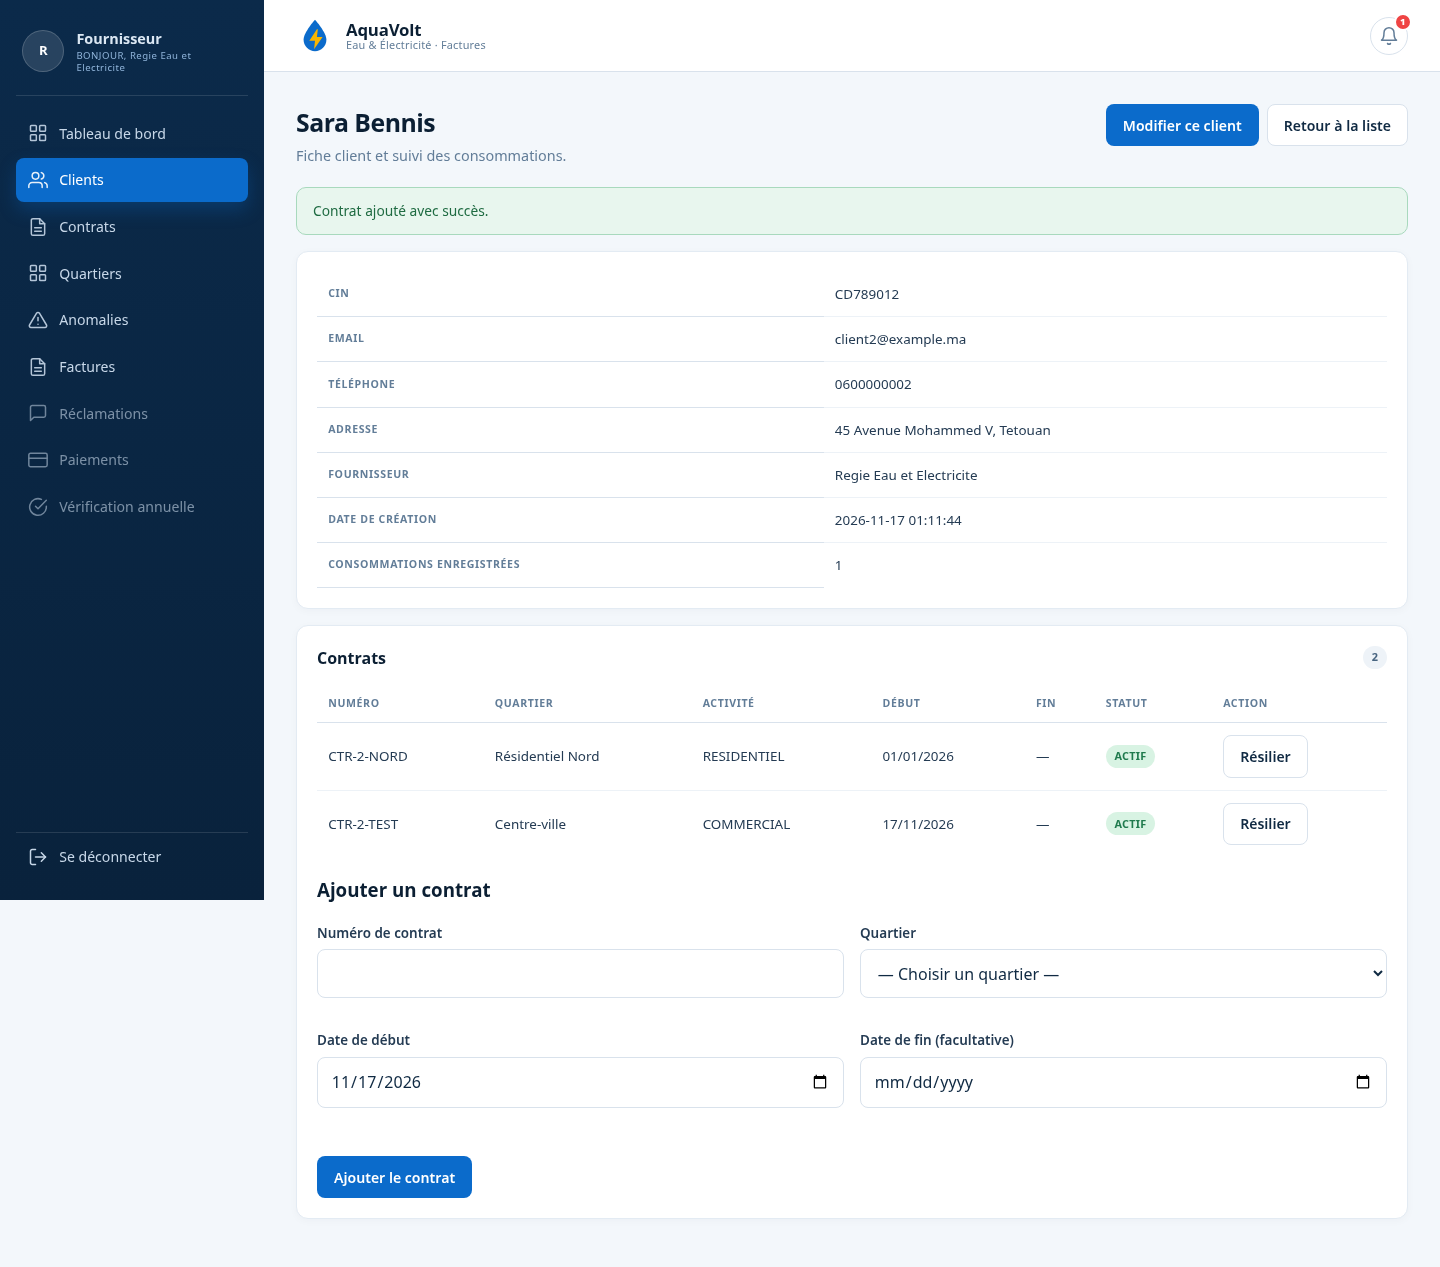 R
Fournisseur
BONJOUR, Regie Eau et
Electricite
Tableau de bord
Clients
Contrats
Quartiers
Anomalies
Factures
Réclamations
Paiements
Vérification annuelle
Se déconnecter
AquaVolt
Eau & Électricité · Factures
1
Sara Bennis
Fiche client et suivi des consommations.
Modifier ce client
Retour à la liste
Contrat ajouté avec succès.
CIN CD789012
EMAIL client2@example.ma
TÉLÉPHONE 0600000002
ADRESSE 45 Avenue Mohammed V, Tetouan
FOURNISSEUR Regie Eau et Electricite
DATE DE CRÉATION 2026-11-17 01:11:44
CONSOMMATIONS ENREGISTRÉES 1
Contrats 2
NUMÉRO QUARTIER ACTIVITÉ DÉBUT FIN STATUT ACTION
CTR-2-NORD Résidentiel Nord RESIDENTIEL 01/01/2026 — ACTIF Résilier
CTR-2-TEST Centre-ville COMMERCIAL 17/11/2026 — ACTIF Résilier
Ajouter un contrat
Numéro de contrat Quartier
— Choisir un quartier —
Date de début Date de fin (facultative)
11/17/2026 mm/dd/yyyy
Ajouter le contrat